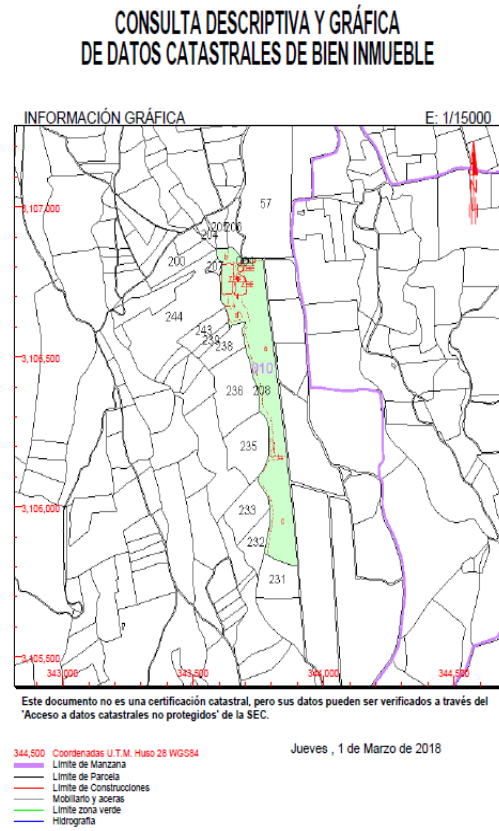 CONSULTA DESCRIPTIVA Y GRÁFICA
DE DATOS CATASTRALES DE BIEN INMUEBLE
INFORMACIÓN GRÁFICA E: 1/15000
57
3,107,000
200
244
243
238
3,106,500
910
236
208
235
3,106,000
233
232
231
3,105,500
343,000 343,500 344,000 344,500
Este documento no es una certificación catastral, pero sus datos pueden ser verificados a través del
"Acceso a datos catastrales no protegidos" de la SEC.
344,500 Coordenadas U.T.M. Huso 28 WGS84
Jueves , 1 de Marzo de 2018
Límite de Manzana
Límite de Parcela
Límite de Construcciones
Mobiliario y aceras
Límite zona verde
Hidrografía